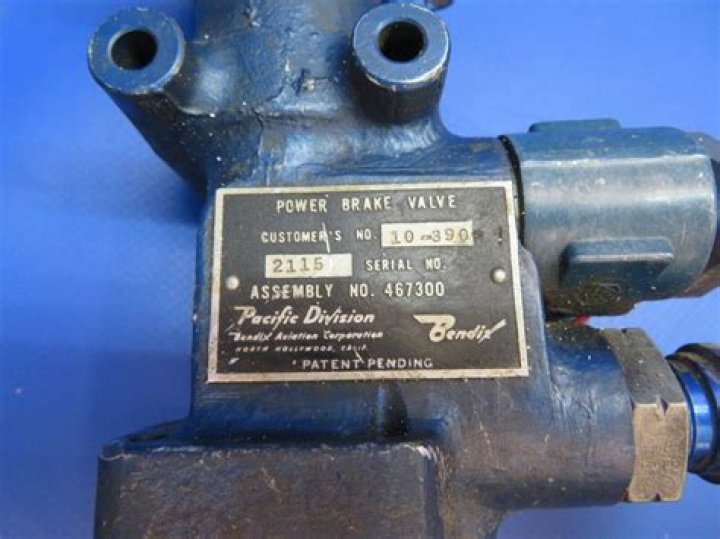 POWER BRAKE VALVE
CUSTOMER'S NO. 10-390
2115 SERIAL NO.
ASSEMBLY NO. 467300
Pacific Division
Bendix Aviation Corporation
NORTH HOLLYWOOD, CALIF.
Bendix
PATENT PENDING